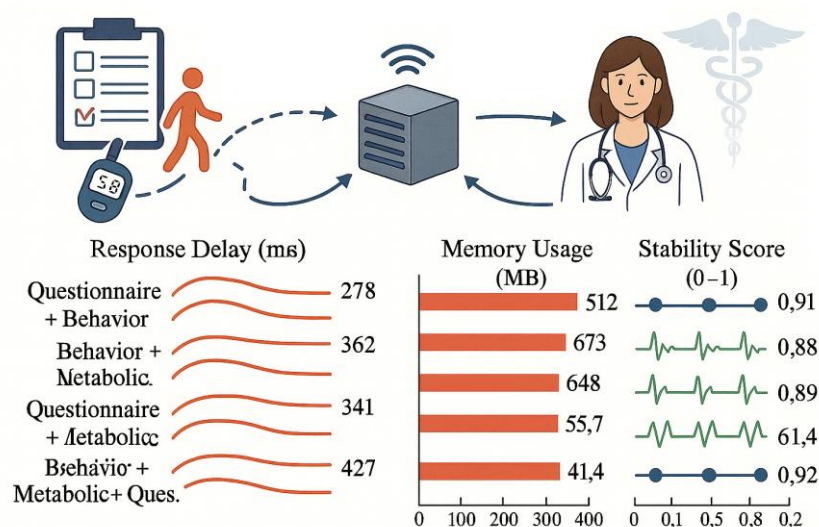 58
Response Delay (ms)
Questionnaire
+ Behavior
278
Behavior +
Metabolic.
362
Questionnaire
+ Metabolicc
341
Bsehávior +
Metabolic+ Ques.
427
Memory Usage
(MB)
512
673
648
55,7
41,4
0 100 200 300 400
Stability Score
(0–1)
0,91
0,88
0,89
61,4
0,92
0 0,1 0,5 0,8 0,2